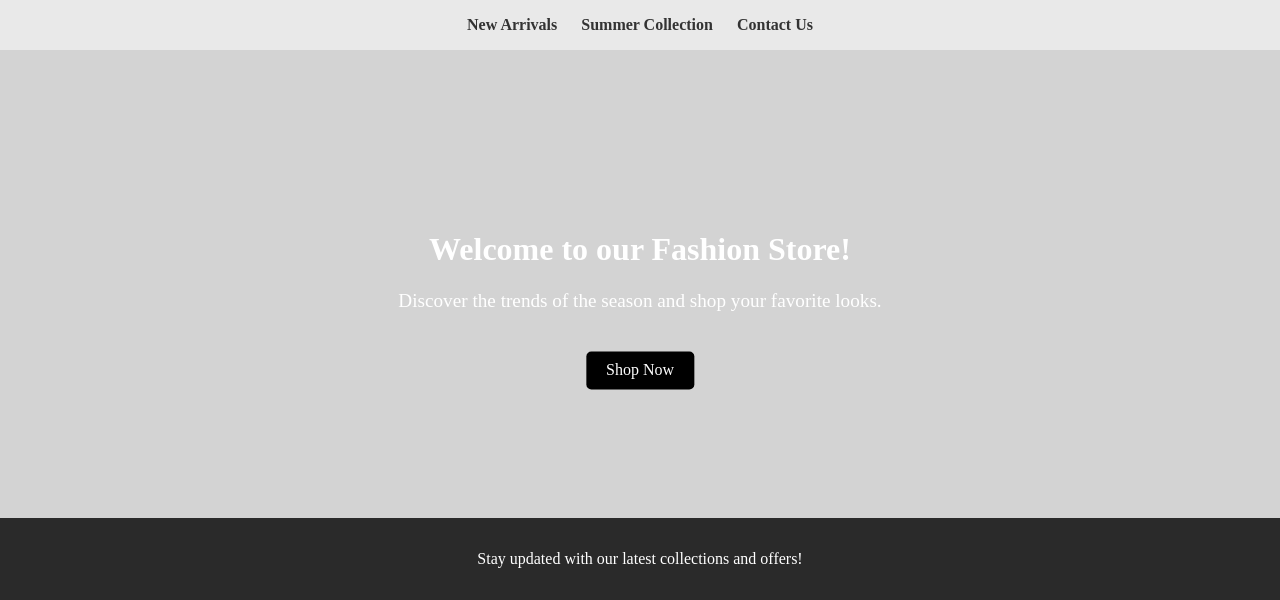 New Arrivals Summer Collection Contact Us
Welcome to our Fashion Store!
Discover the trends of the season and shop your favorite looks.
Shop Now
Stay updated with our latest collections and offers!